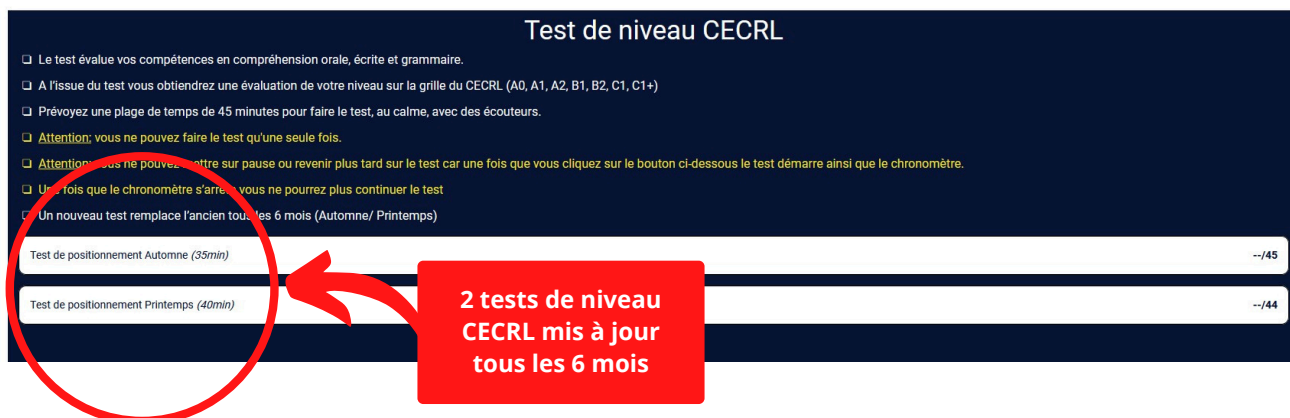 Test de niveau CECRL
❏ Le test évalue vos compétences en compréhension orale, écrite et grammaire.
❏ A l'issue du test vous obtiendrez une évaluation de votre niveau sur la grille du CECRL (A0, A1, A2, B1, B2, C1, C1+)
❏ Prévoyez une plage de temps de 45 minutes pour faire le test, au calme, avec des écouteurs.
❏ Attention: vous ne pouvez faire le test qu'une seule fois.
❏ Attention: vous ne pouvez mettre sur pause ou revenir plus tard sur le test car une fois que vous cliquez sur le bouton ci-dessous le test démarre ainsi que le chronomètre.
❏ Une fois que le chronomètre s'arrête vous ne pourrez plus continuer le test
❏ Un nouveau test remplace l'ancien tous les 6 mois (Automne/ Printemps)
Test de positionnement Automne (35min) --/45
Test de positionnement Printemps (40min) --/44
2 tests de niveau
CECRL mis à jour
tous les 6 mois